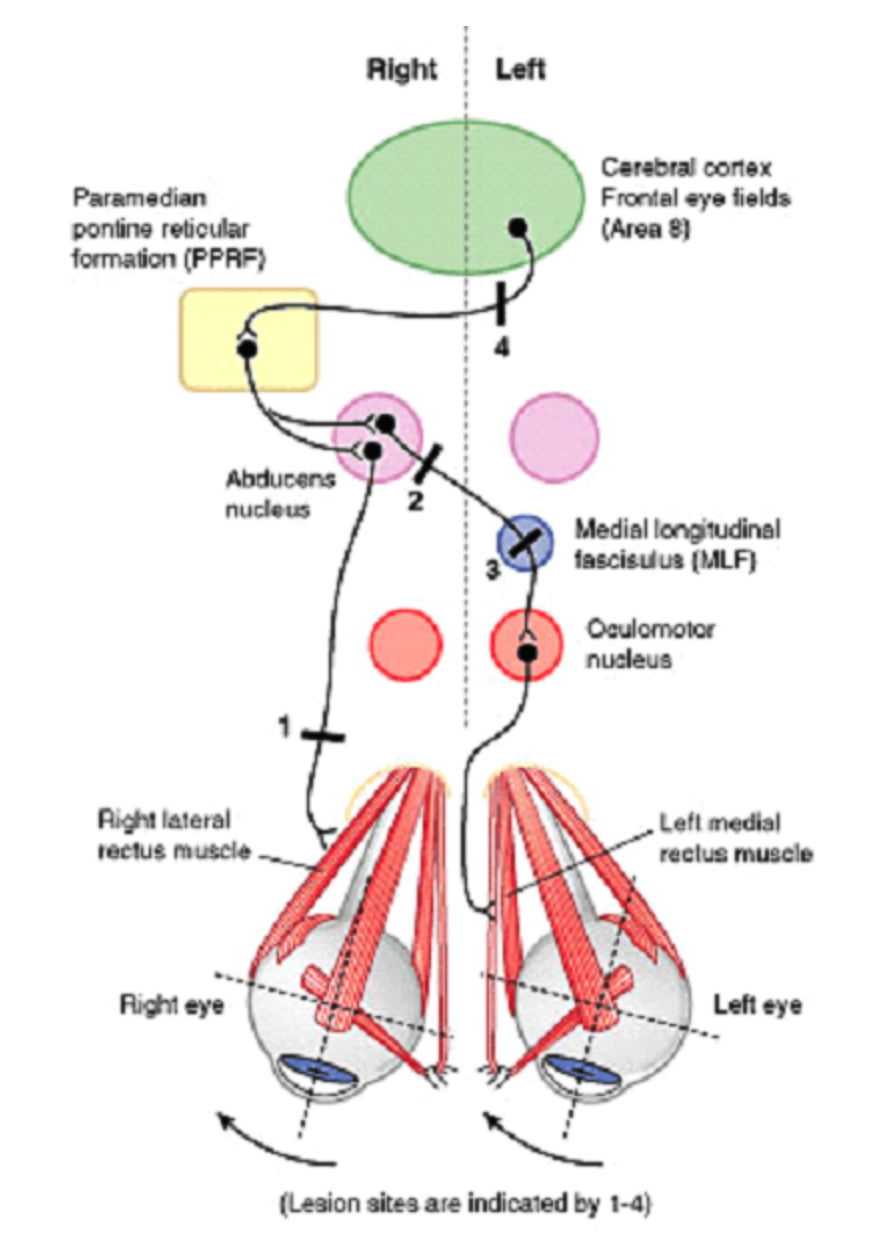 Right
Left
Cerebral cortex
Frontal eye fields
(Area 8)
Paramedian
pontine reticular
formation (PPRF)
4
Abducens
nucleus
2
Medial longitudinal
fascisulus (MLF)
3
Oculomotor
nucleus
1
Right lateral
rectus muscle
Left medial
rectus muscle
Right eye
Left eye
(Lesion sites are indicated by 1-4)